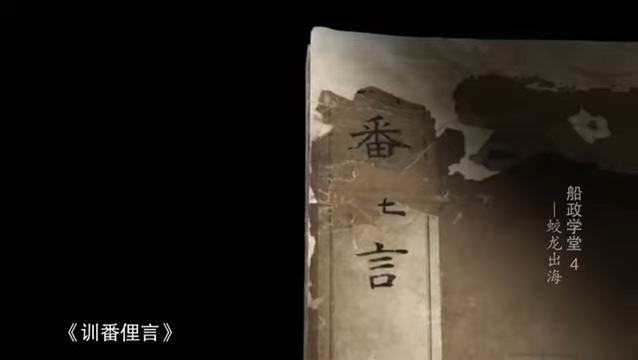 番
言
船政学堂 4
—蛟龙出海
《训番俚言》